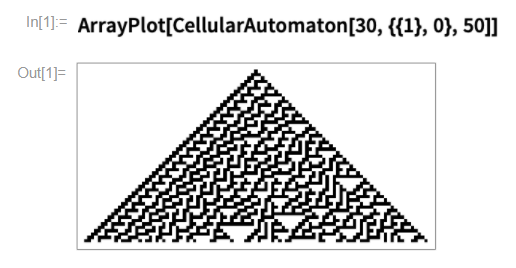 In[1]:= ArrayPlot[CellularAutomaton[30, {{1}, 0}, 50]]
Out[1]=